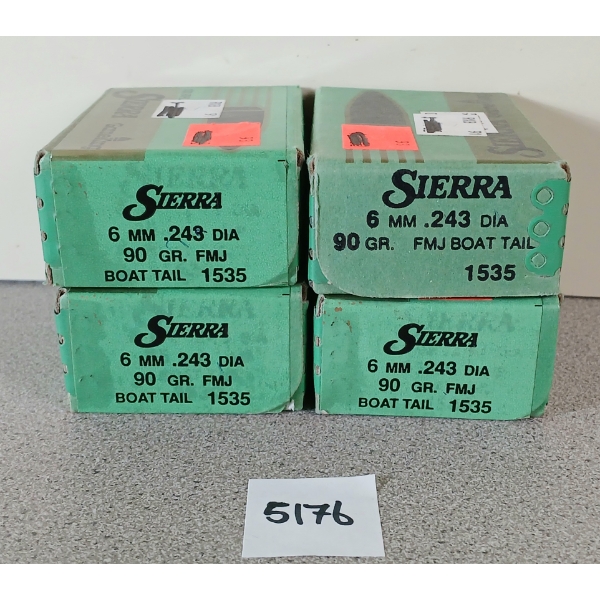 SIERRA
SIERRA
6 MM .243 DIA
90 GR. FMJ
BOAT TAIL 1535
SIERRA
6 MM .243 DIA
90 GR. FMJ BOAT TAIL
1535
SIERRA
6 MM .243 DIA
90 GR. FMJ
BOAT TAIL 1535
SIERRA
6 MM .243 DIA
90 GR. FMJ
BOAT TAIL 1535
5176